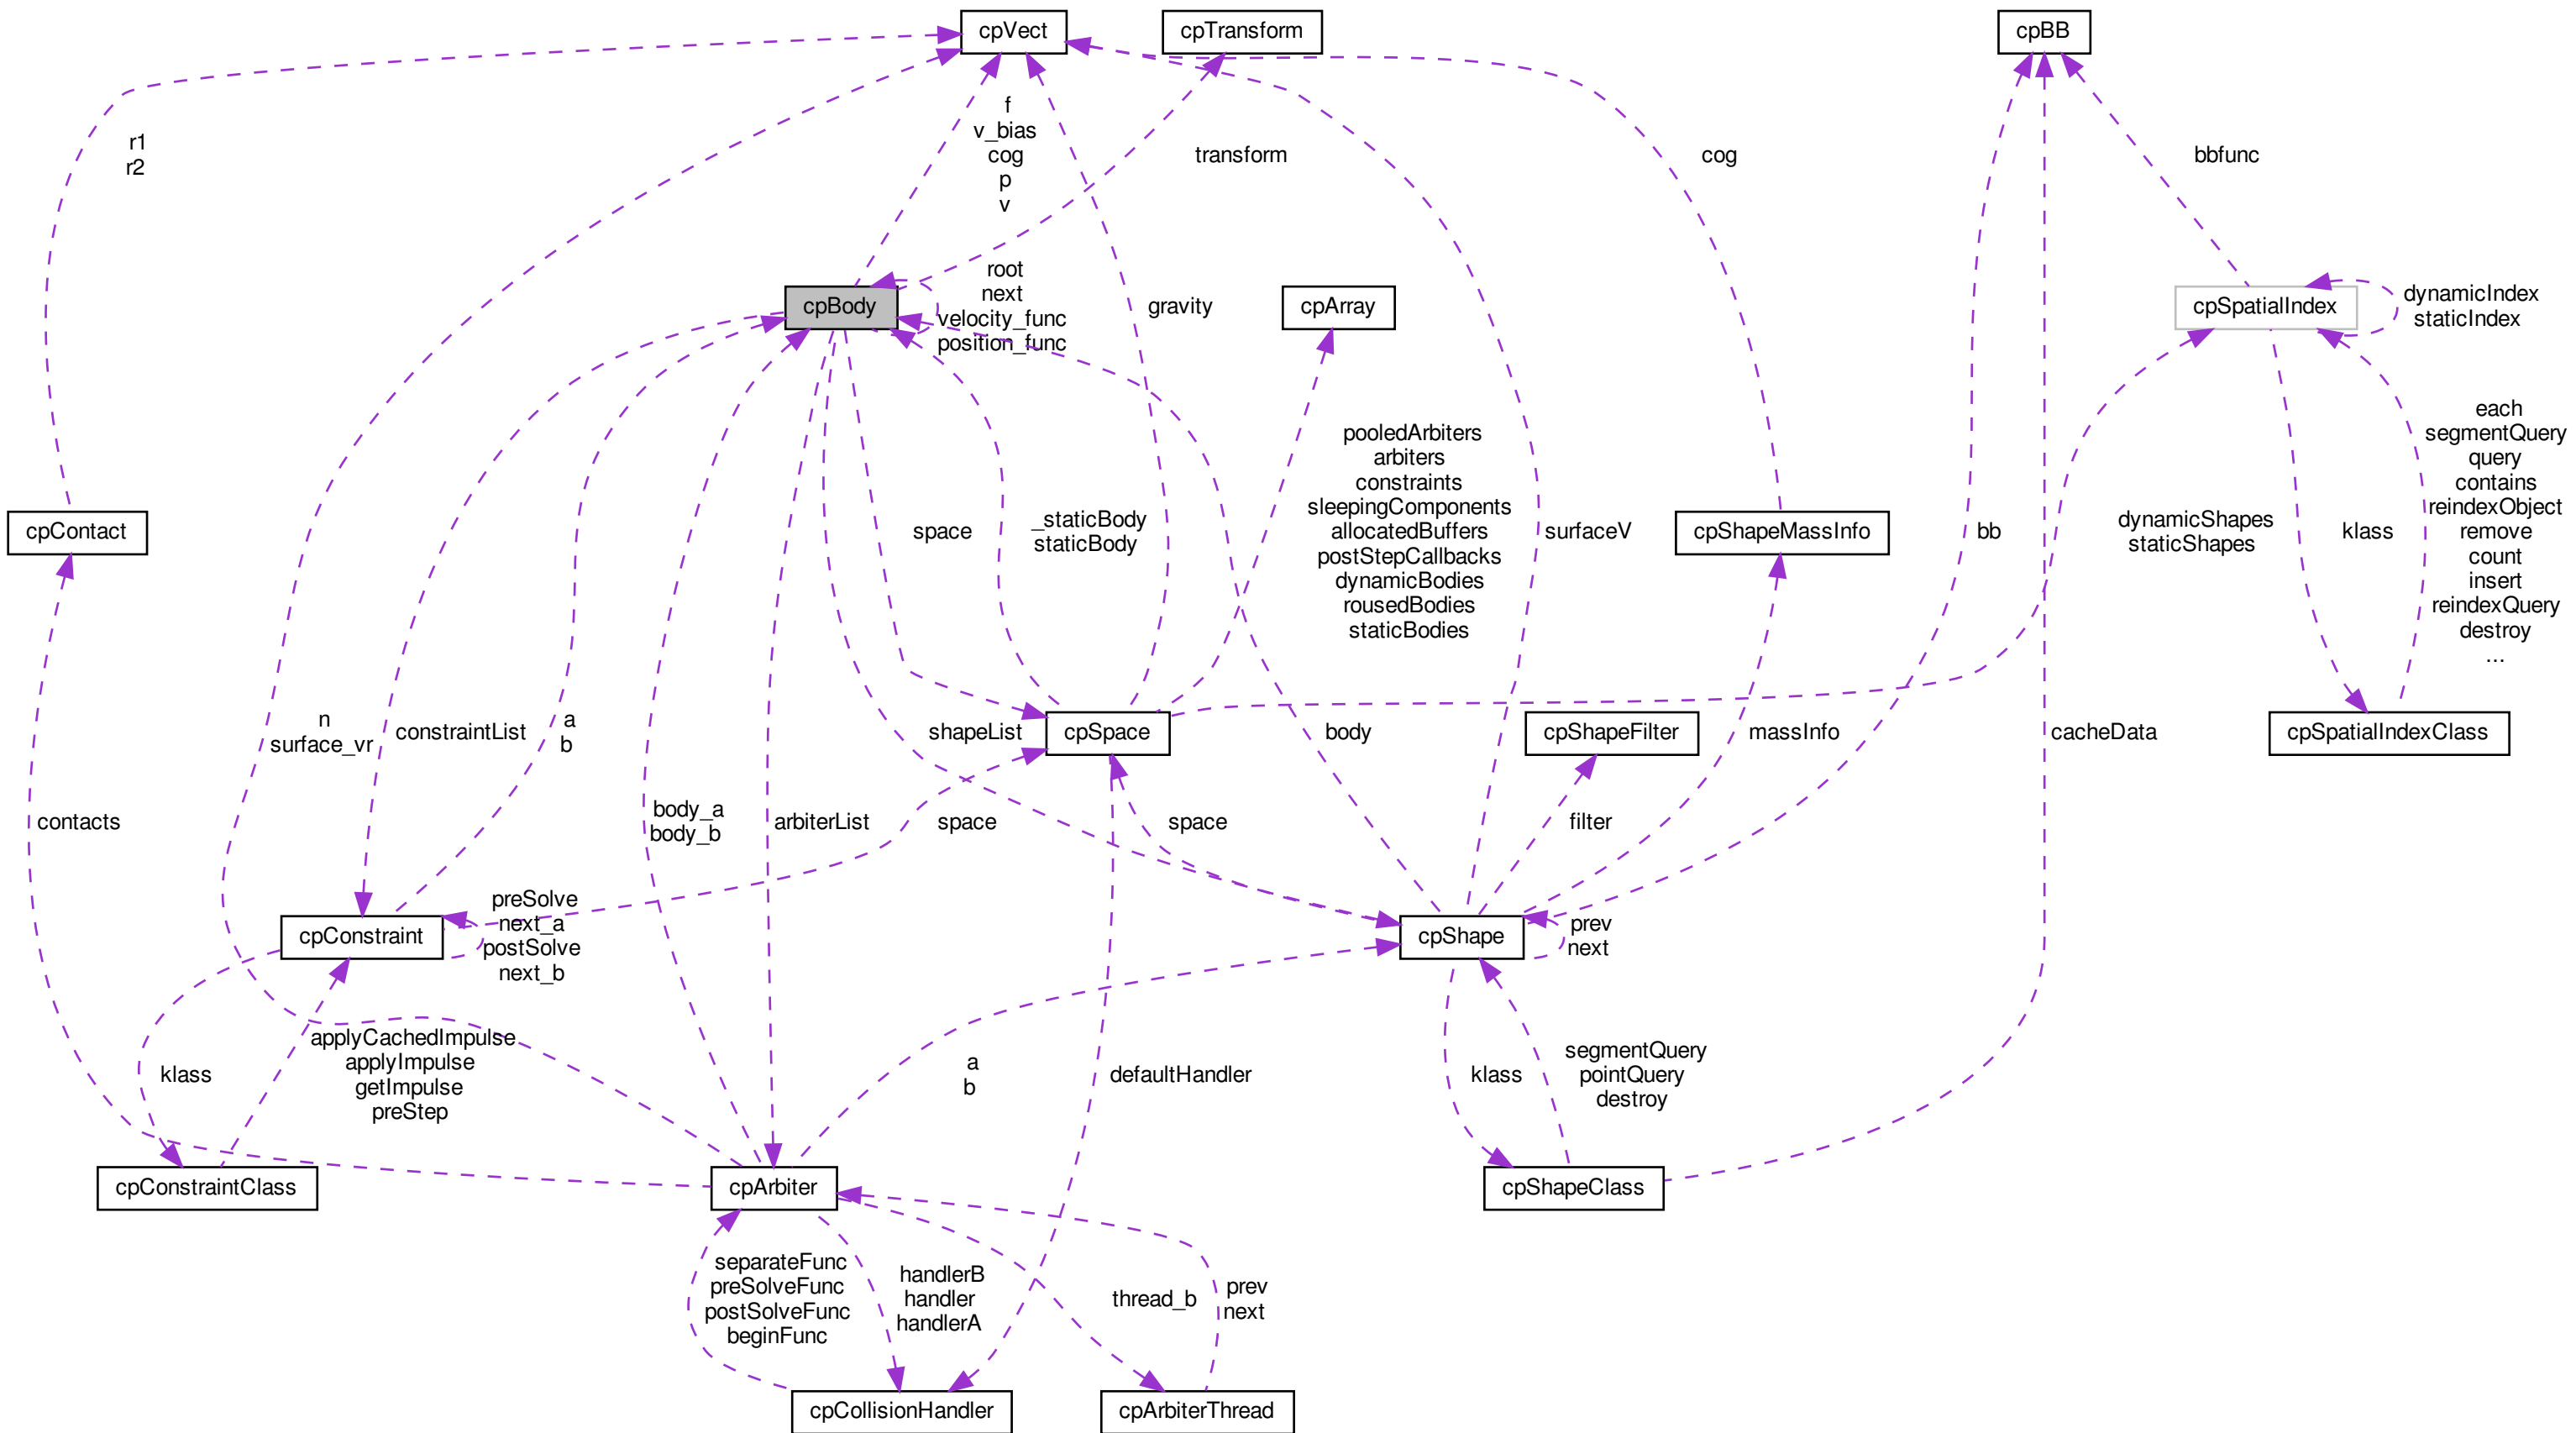 cpVect
cpTransform
cpBB
r1
r2
f
v_bias
cog
p
v
transform
cog
bbfunc
cpBody
root
next
velocity_func
position_func
gravity
cpArray
cpSpatialIndex
dynamicIndex
staticIndex
cpContact
space
_staticBody
staticBody
pooledArbiters
arbiters
constraints
sleepingComponents
allocatedBuffers
postStepCallbacks
dynamicBodies
rousedBodies
staticBodies
surfaceV
cpShapeMassInfo
bb
dynamicShapes
staticShapes
klass
each
segmentQuery
query
contains
reindexObject
remove
count
insert
reindexQuery
destroy
...
n
surface_vr
constraintList
a
b
shapeList
cpSpace
body
cpShapeFilter
massInfo
cacheData
cpSpatialIndexClass
contacts
body_a
body_b
arbiterList
space
space
filter
cpConstraint
preSolve
next_a
postSolve
next_b
cpShape
prev
next
klass
applyCachedImpulse
applyImpulse
getImpulse
preStep
a
b
defaultHandler
klass
segmentQuery
pointQuery
destroy
cpConstraintClass
cpArbiter
cpShapeClass
separateFunc
preSolveFunc
postSolveFunc
beginFunc
handlerB
handler
handlerA
thread_b
prev
next
cpCollisionHandler
cpArbiterThread